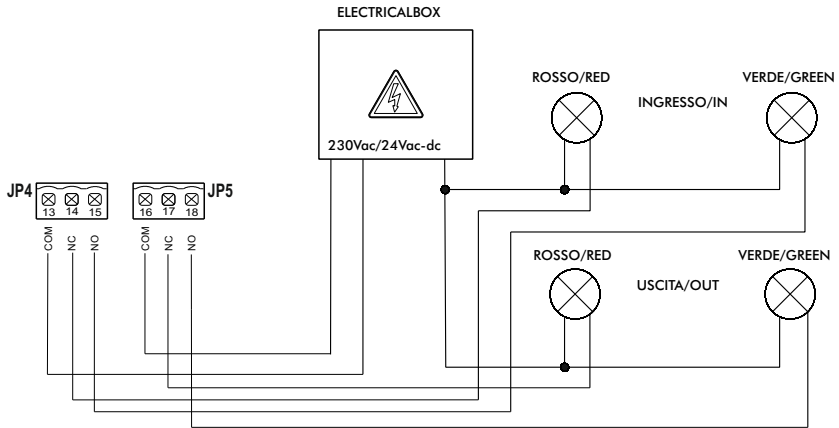 ELECTRICALBOX
230Vac/24Vac-dc
ROSSO/RED
INGRESSO/IN
VERDE/GREEN
JP4
13 14 15
COM NC NO
JP5
16 17 18
COM NC NO
ROSSO/RED
USCITA/OUT
VERDE/GREEN